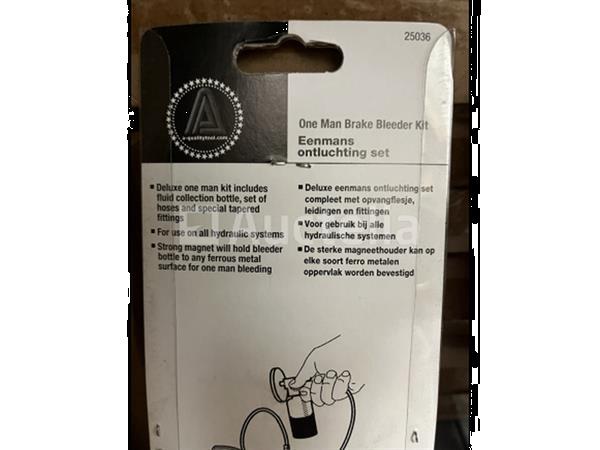 25036
A
a-qualitytool.com
One Man Brake Bleeder Kit
Eenmans
ontluchting set
▪ Deluxe one man kit includes
fluid collection bottle, set of
hoses and special tapered
fittings
▪ For use on all hydraulic systems
▪ Strong magnet will hold bleeder
bottle to any ferrous metal
surface for one man bleeding
▪ Deluxe eenmans ontluchting set
compleet met opvangflesje,
leidingen en fittingen
▪ Voor gebruik bij alle
hydraulische systemen
▪ De sterke magneethouder kan op
elke soort ferro metalen
oppervlak worden bevestigd